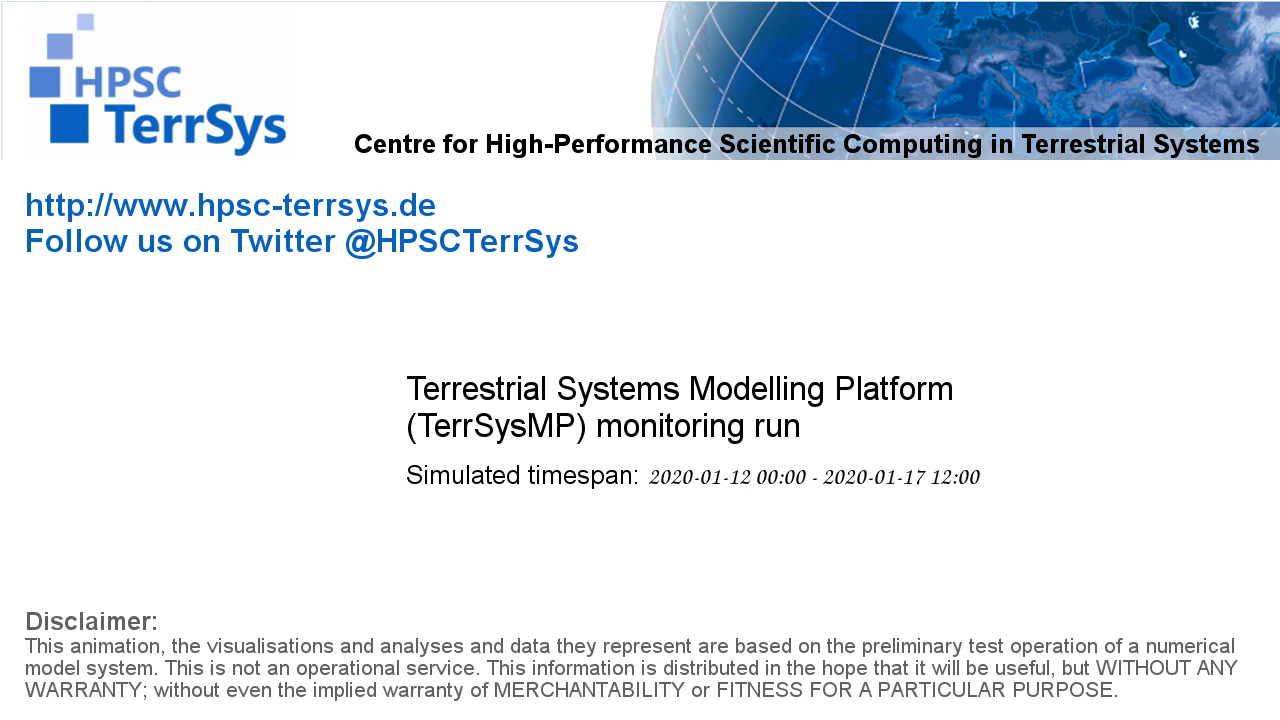 HPSC
TerrSys
Centre for High-Performance Scientific Computing in Terrestrial Systems
http://www.hpsc-terrsys.de
Follow us on Twitter @HPSCTerrSys
Terrestrial Systems Modelling Platform
(TerrSysMP) monitoring run
Simulated timespan: 2020-01-12 00:00 - 2020-01-17 12:00
Disclaimer:
This animation, the visualisations and analyses and data they represent are based on the preliminary test operation of a numerical
model system. This is not an operational service. This information is distributed in the hope that it will be useful, but WITHOUT ANY
WARRANTY; without even the implied warranty of MERCHANTABILITY or FITNESS FOR A PARTICULAR PURPOSE.